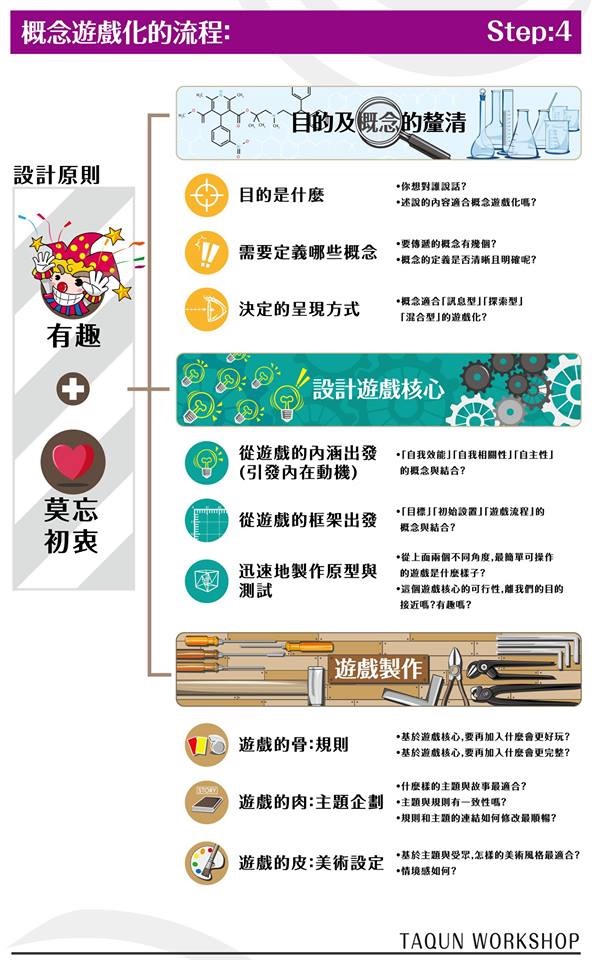 概念遊戲化的流程:
Step:4
設計原則
有趣
莫忘
初衷
目的及概念的釐清
目的是什麼
•你想對誰說話?
•述說的內容適合概念遊戲化嗎?
需要定義哪些概念
•要傳遞的概念有幾個?
•概念的定義是否清晰且明確呢?
決定的呈現方式
•概念適合「訊息型」「探索型」
「混合型」的遊戲化?
設計遊戲核心
從遊戲的內涵出發
(引發內在動機)
•「自我效能」「自我相關性」「自主性」
的概念與結合?
從遊戲的框架出發
•「目標」「初始設置」「遊戲流程」的
概念與結合?
迅速地製作原型與
測試
•從上面兩個不同角度,最簡單可操作
的遊戲是什麼樣子?
•這個遊戲核心的可行性,離我們的目的
接近嗎?有趣嗎?
遊戲製作
遊戲的骨:規則
•基於遊戲核心,要再加入什麼會更好玩?
•基於遊戲核心,要再加入什麼會更完整?
STORY
遊戲的肉:主題企劃
•什麼樣的主題與故事最適合?
•主題與規則有一致性嗎?
•規則和主題的連結如何修改最順暢?
遊戲的皮:美術設定
•基於主題與受眾,怎樣的美術風格最適合?
•情境感如何?
TAQUN WORKSHOP